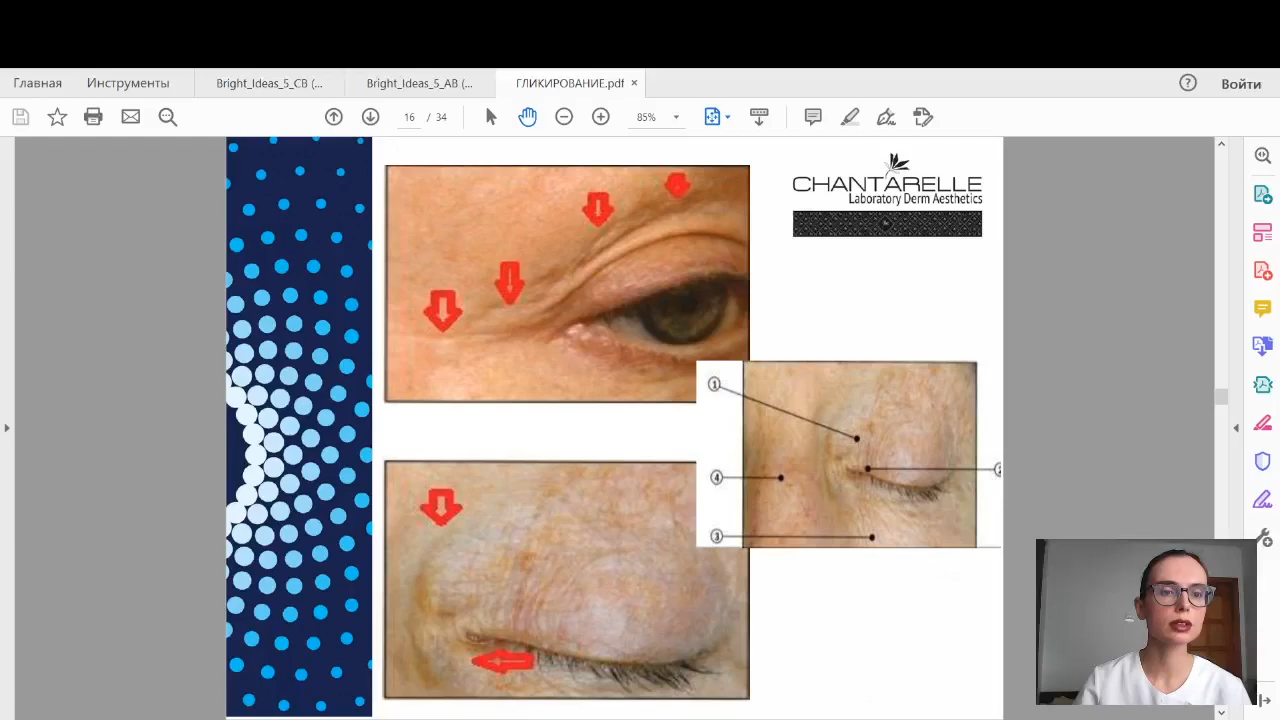 Главная Инструменты Bright_Ideas_5_CB (... Bright_Ideas_5_AB (... ГЛИКИРОВАНИЕ.pdf × Войти
16 / 34 85%
CHANTARELLE
Laboratory Derm Aesthetics
1
4
3